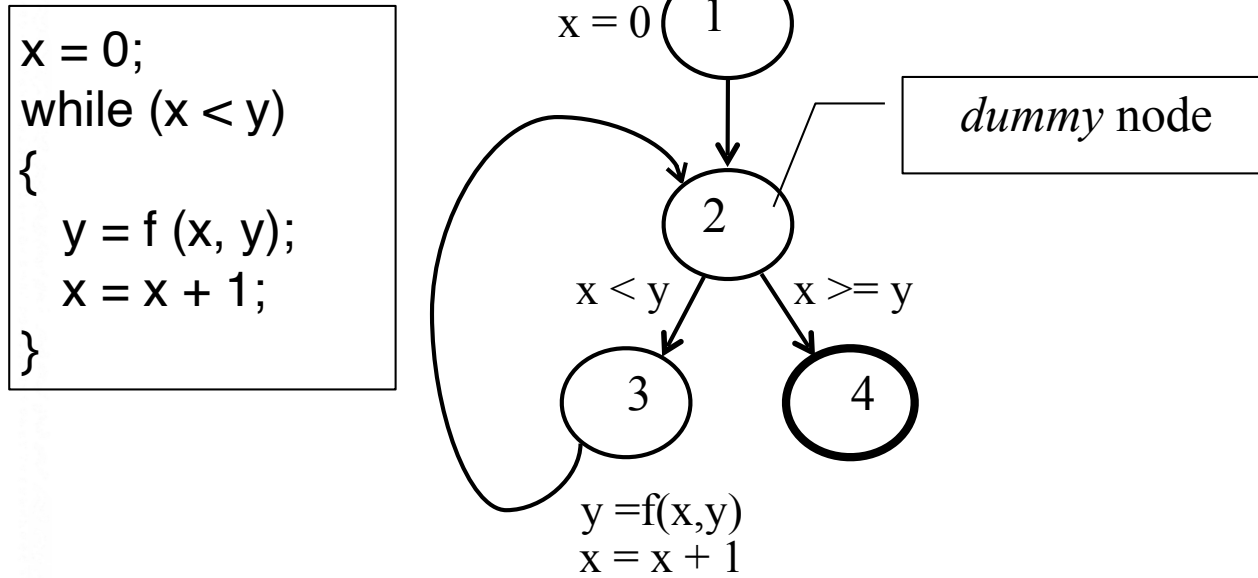 x = 0;
while (x < y)
{
y = f (x, y);
x = x + 1;
}
x = 0
1
dummy node
2
x < y
x >= y
3
4
y =f(x,y)
x = x + 1